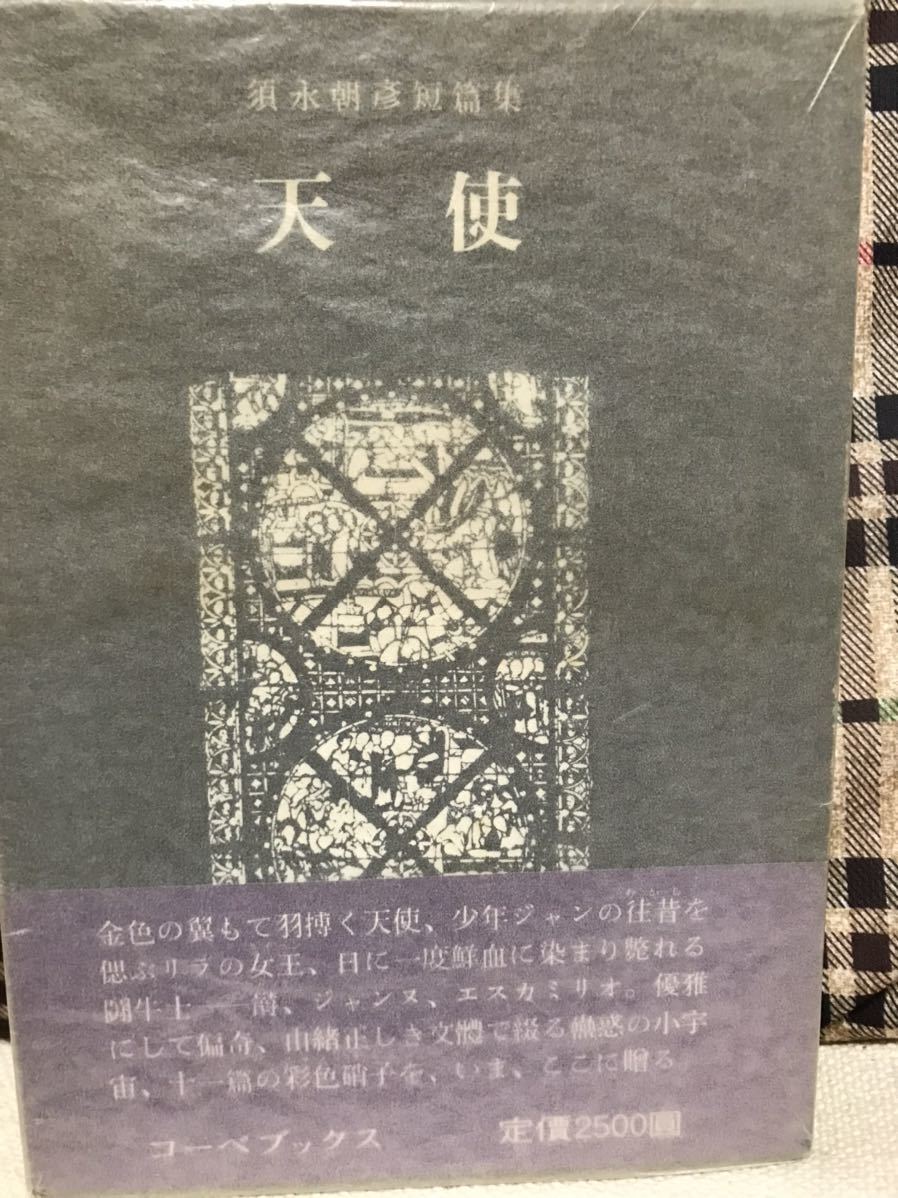 須永朝彦短篇集
天使
金色の翼もて羽搏く天使、少年ジャンの往昔を
偲ぶリラの女王、日に一度鮮血に染まり斃れる
闘牛士――爵、ジャンヌ、エスカミリオ。優雅
にして偏奇、由緒正しき文體で綴る蠱惑の小宇
宙、十一篇の彩色硝子を、いま、ここに贈る
コーベブックス
定價2500圓